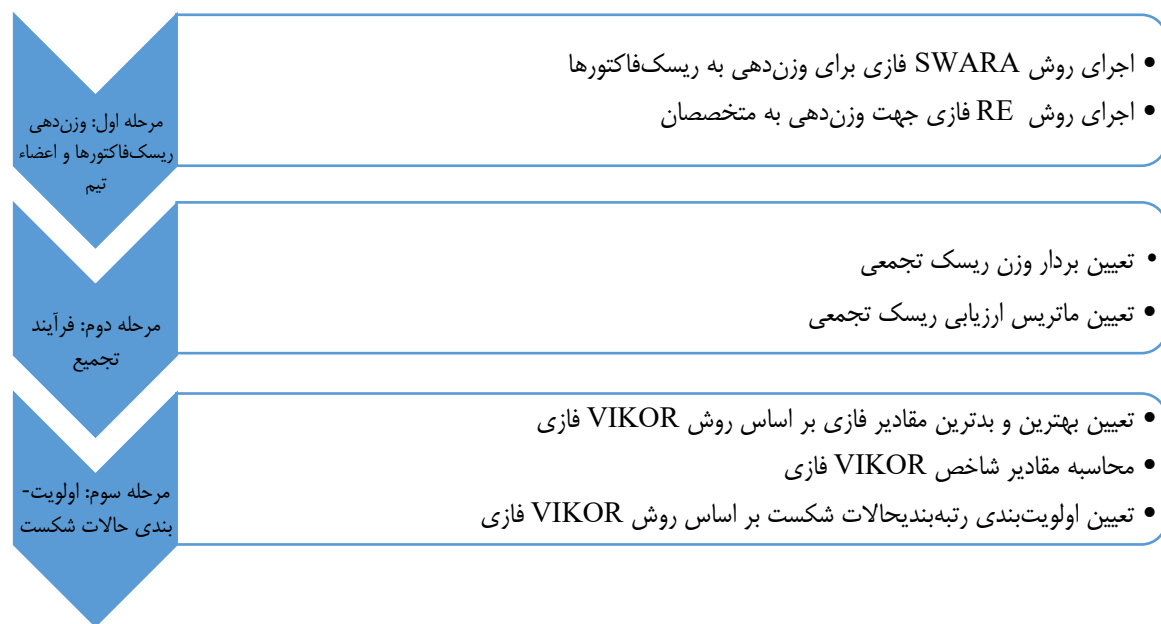 مرحله اول: وزن‌دهی
ریسک‌فاکتورها و اعضاء
تیم
• اجرای روش SWARA فازی برای وزن‌دهی به ریسک‌فاکتورها
• اجرای روش RE فازی جهت وزن‌دهی به متخصصان
مرحله دوم: فرآیند
تجمیع
• تعیین بردار وزن ریسک تجمعی
• تعیین ماتریس ارزیابی ریسک تجمعی
مرحله سوم: اولویت-
بندی حالات شکست
• تعیین بهترین و بدترین مقادیر فازی بر اساس روش VIKOR فازی
• محاسبه مقادیر شاخص VIKOR فازی
• تعیین اولویت‌بندی رتبه‌بندیحالات شکست بر اساس روش VIKOR فازی